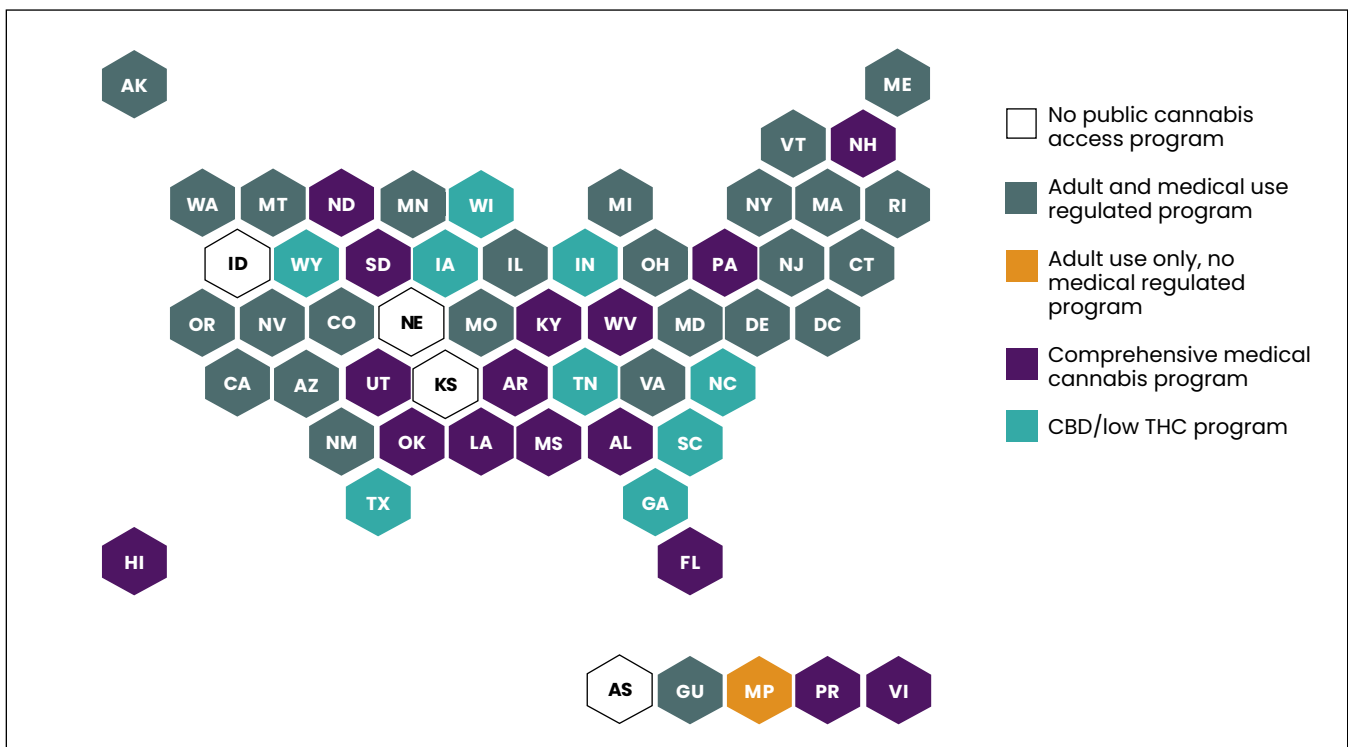 AK
ME
VT
NH
WA
MT
ND
MN
WI
MI
NY
MA
RI
ID
WY
SD
IA
IL
IN
OH
PA
NJ
CT
OR
NV
CO
NE
MO
KY
WV
MD
DE
DC
CA
AZ
UT
KS
AR
TN
VA
NC
NM
OK
LA
MS
AL
SC
TX
GA
HI
FL
AS
GU
MP
PR
VI
No public cannabis
access program
Adult and medical use
regulated program
Adult use only, no
medical regulated
program
Comprehensive medical
cannabis program
CBD/low THC program